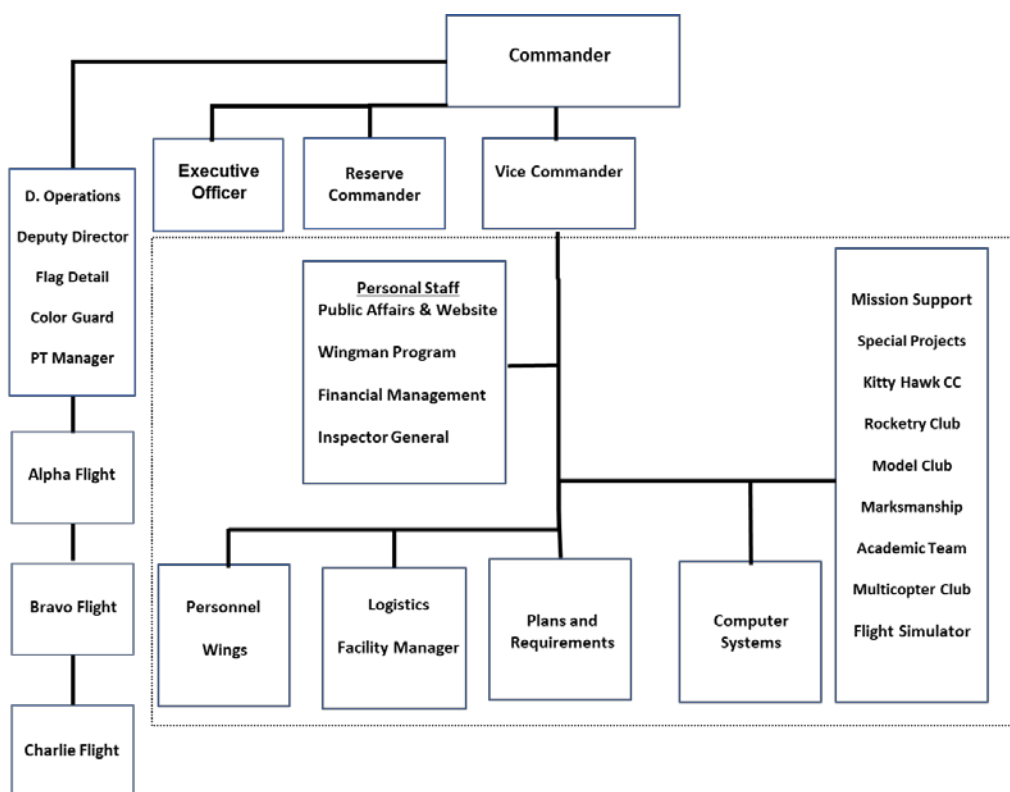 Commander
Executive
Officer
Reserve
Commander
Vice Commander
D. Operations
Deputy Director
Flag Detail
Color Guard
PT Manager
Alpha Flight
Bravo Flight
Charlie Flight
Personal Staff
Public Affairs & Website
Wingman Program
Financial Management
Inspector General
Mission Support
Special Projects
Kitty Hawk CC
Rocketry Club
Model Club
Marksmanship
Academic Team
Multicopter Club
Flight Simulator
Personnel
Wings
Logistics
Facility Manager
Plans and
Requirements
Computer
Systems